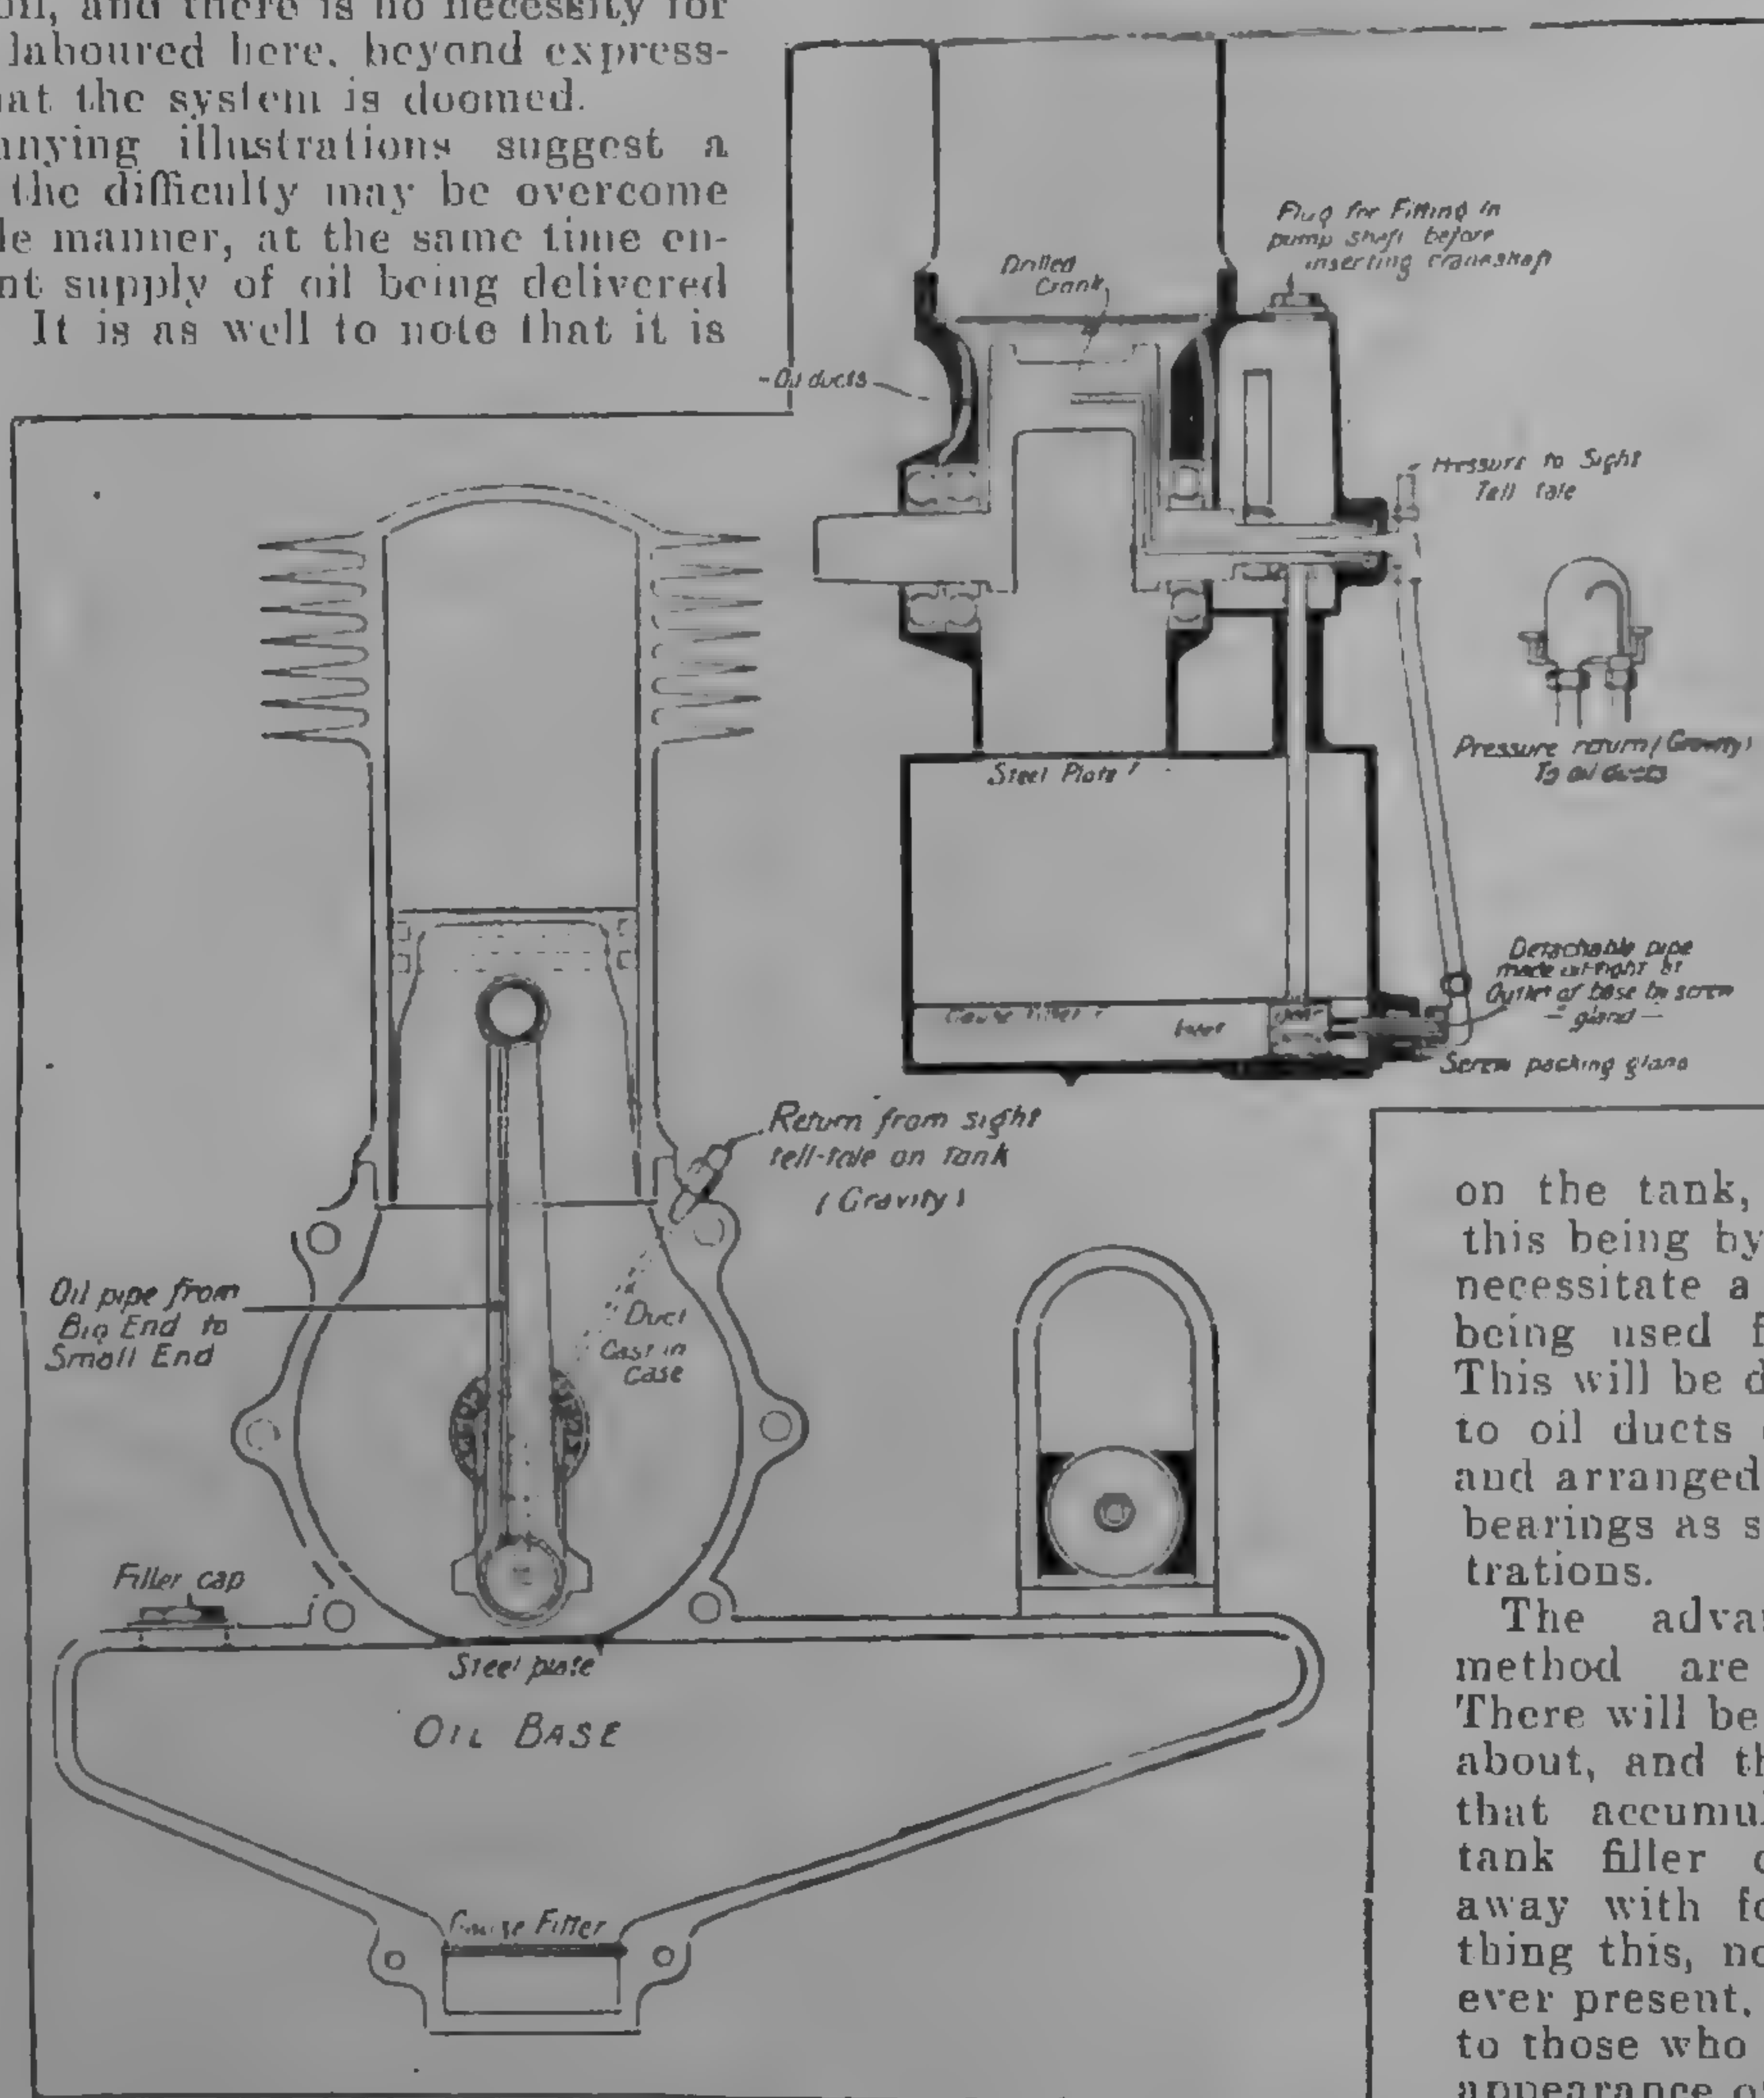 oil, and there is no necessity for
laboured here, beyond express-
at the system is doomed.
nying illustrations suggest a
the difficulty may be overcome
le manner, at the same time en-
nt supply of oil being delivered
It is as well to note that it is
Plug for Fitting in
pump shaft before
inserting crankshaft
Drilled
Crank
Oil ducts
Pressure to Sight
Tell tale
Pressure return (Gravity)
To oil ducts
Steel Plate
Detachable pipe
made oil-tight at
Outlet of base by screw
gland
Gauze Filter
Screw packing gland
Return from sight
tell-tale on tank
(Gravity)
Oil pipe from
Big End to
Small End
Duct
Cast in
Case
Filler cap
Steel plate
OIL BASE
Gauze Filter
on the tank,
this being by
necessitate a
being used f
This will be d
to oil ducts
and arranged
bearings as s
trations.
The advan
method are
There will be
about, and th
that accumul
tank filler c
away with fo
thing this, no
ever present,
to those who
appearance o